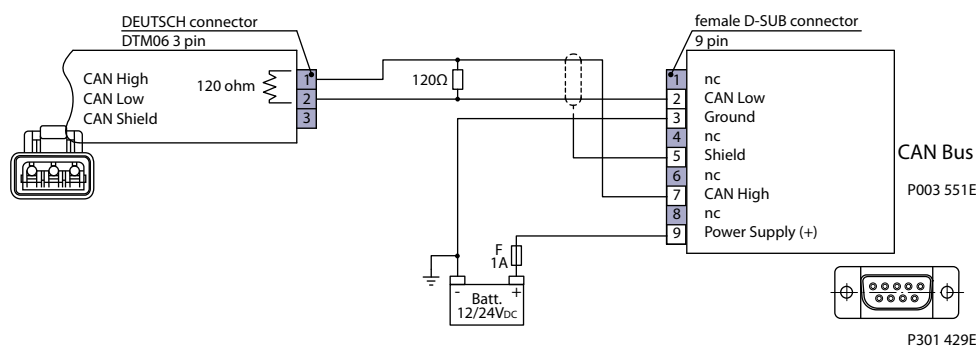 DEUTSCH connector
DTM06 3 pin
CAN High
CAN Low
CAN Shield
120 ohm
1
2
3
120Ω
F
1A
-
+
Batt.
12/24VDC
female D-SUB connector
9 pin
1 nc
2 CAN Low
3 Ground
4 nc
5 Shield
6 nc
7 CAN High
8 nc
9 Power Supply (+)
CAN Bus
P003 551E
P301 429E